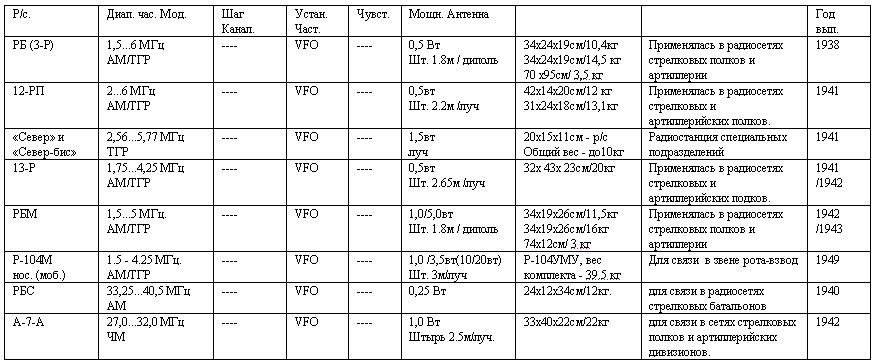 Р/с. Диап. час. Мод. Шаг Устан. Чувст. Мощн. Антенна Год
Канал. Част. вып.
РБ (3-Р) 1,5...6 МГц ---- VFO ---- 0,5 Вт 34х24х19см/10,4кг Применялась в радиосетях 1938
АМ/ТГР Шт. 1.8м / диполь 34х24х19см/14,5 кг стрелковых полков и
70 х95см/ 3,5 кг артиллерии
12-РП 2...6 МГц ---- VFO ---- 0,5вт 42х14х20см/12 кг Применялась в радиосетях 1941
АМ/ТГР Шт. 2.2м /луч 31х24х18см/13,1кг стрелковых и
артиллерийских полков.
«Север» и 2,56...5,77 МГц ---- VFO ---- 1,5вт 20х15х11см - р/с Радиостанция специальных 1941
«Север-бис» ТГР луч Общий вес - до10кг подразделений
13-Р 1,75...4,25 МГц ---- VFO ---- 0,5вт 32х 43х 23см/20кг Применялась в радиосетях 1941
АМ/ТГР Шт. 2.65м /луч стрелковых и /1942
артиллерийских подков.
РБМ 1,5...5 МГц. ---- VFO ---- 1,0/5,0вт 34х19х26см/11,5кг Применялась в радиосетях 1942
АМ/ТГР Шт. 1.8м / диполь 34х19х26см/16кг стрелковых полков и /1943
74х12см/ 3 кг артиллерии
Р-104М 1.5 - 4.25 МГц. ---- VFO ---- 1,0 /3,5вт(10/20вт) Р-104УМУ, вес Для связи в звене рота-взвод 1949
нос. (моб.) АМ/ТГР Шт. 3м/луч комплекта - 39.5 кг
РБС 33,25...40,5 МГц ---- VFO ---- 0,25 Вт 24х12х34см/12кг. для связи в радиосетях 1940
АМ стрелковых батальонов
А-7-А 27,0...32,0 МГц ---- VFO ---- 1,0 Вт 33х40х22см/22кг для связи в сетях стрелковых 1942
ЧМ Штырь 2.5м/луч. полков и артиллерийских
дивизионов.